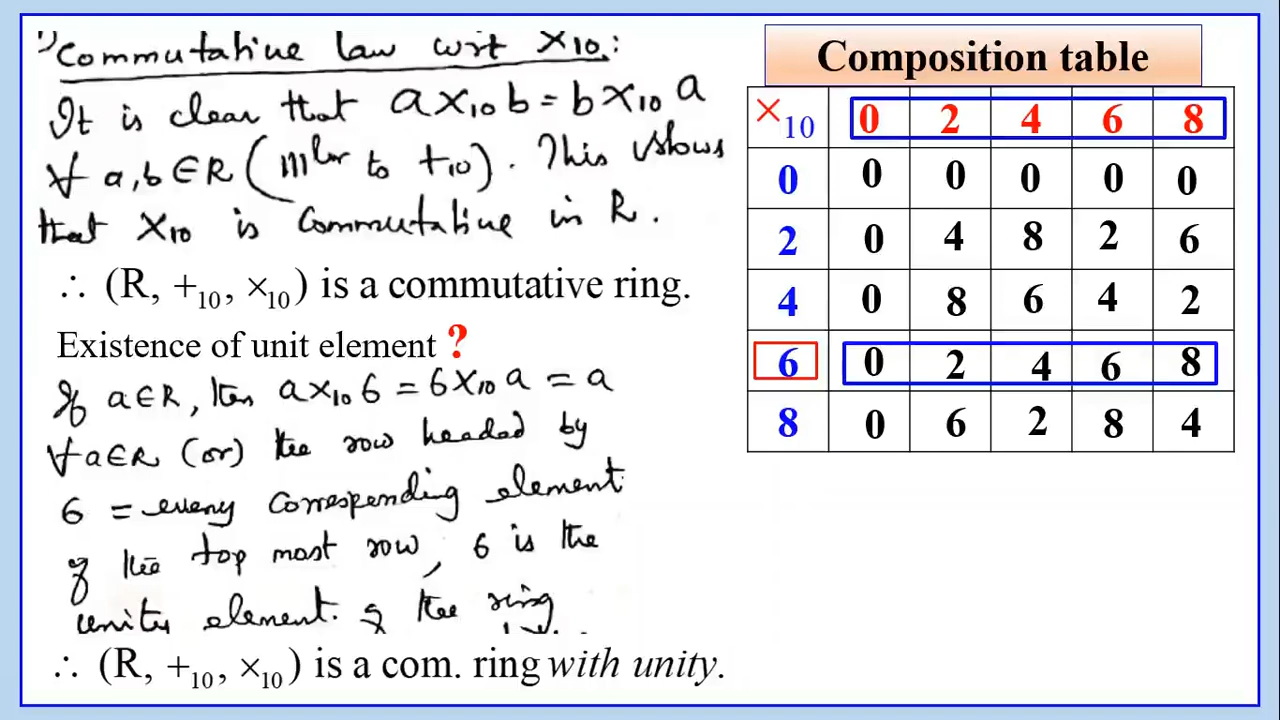 Commutative law wrt ×10:
It is clear that a ×10 b = b ×10 a
∀ a,b ∈ R ( lllar to +10). This shows
that ×10 is commutative in R.
∴ (R, +10, ×10) is a commutative ring.
Existence of unit element ?
If a∈R, then a×10 6 = 6×10 a = a
∀a∈R (or) the row headed by
6 = every corresponding element
of the top most row, 6 is the
unity element. of the ring
∴ (R, +10, ×10) is a com. ring with unity.
Composition table
×10 0 2 4 6 8
0 0 0 0 0 0
2 0 4 8 2 6
4 0 8 6 4 2
6 0 2 4 6 8
8 0 6 2 8 4